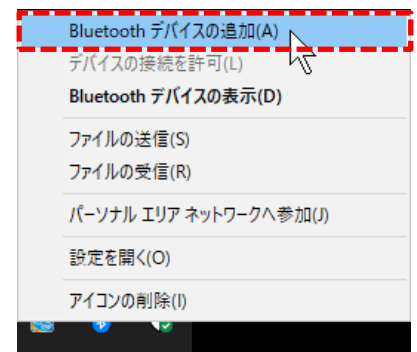 Bluetooth デバイスの追加(A)
デバイスの接続を許可(L)
Bluetooth デバイスの表示(D)
ファイルの送信(S)
ファイルの受信(R)
パーソナル エリア ネットワークへ参加(J)
設定を開く(O)
アイコンの削除(I)